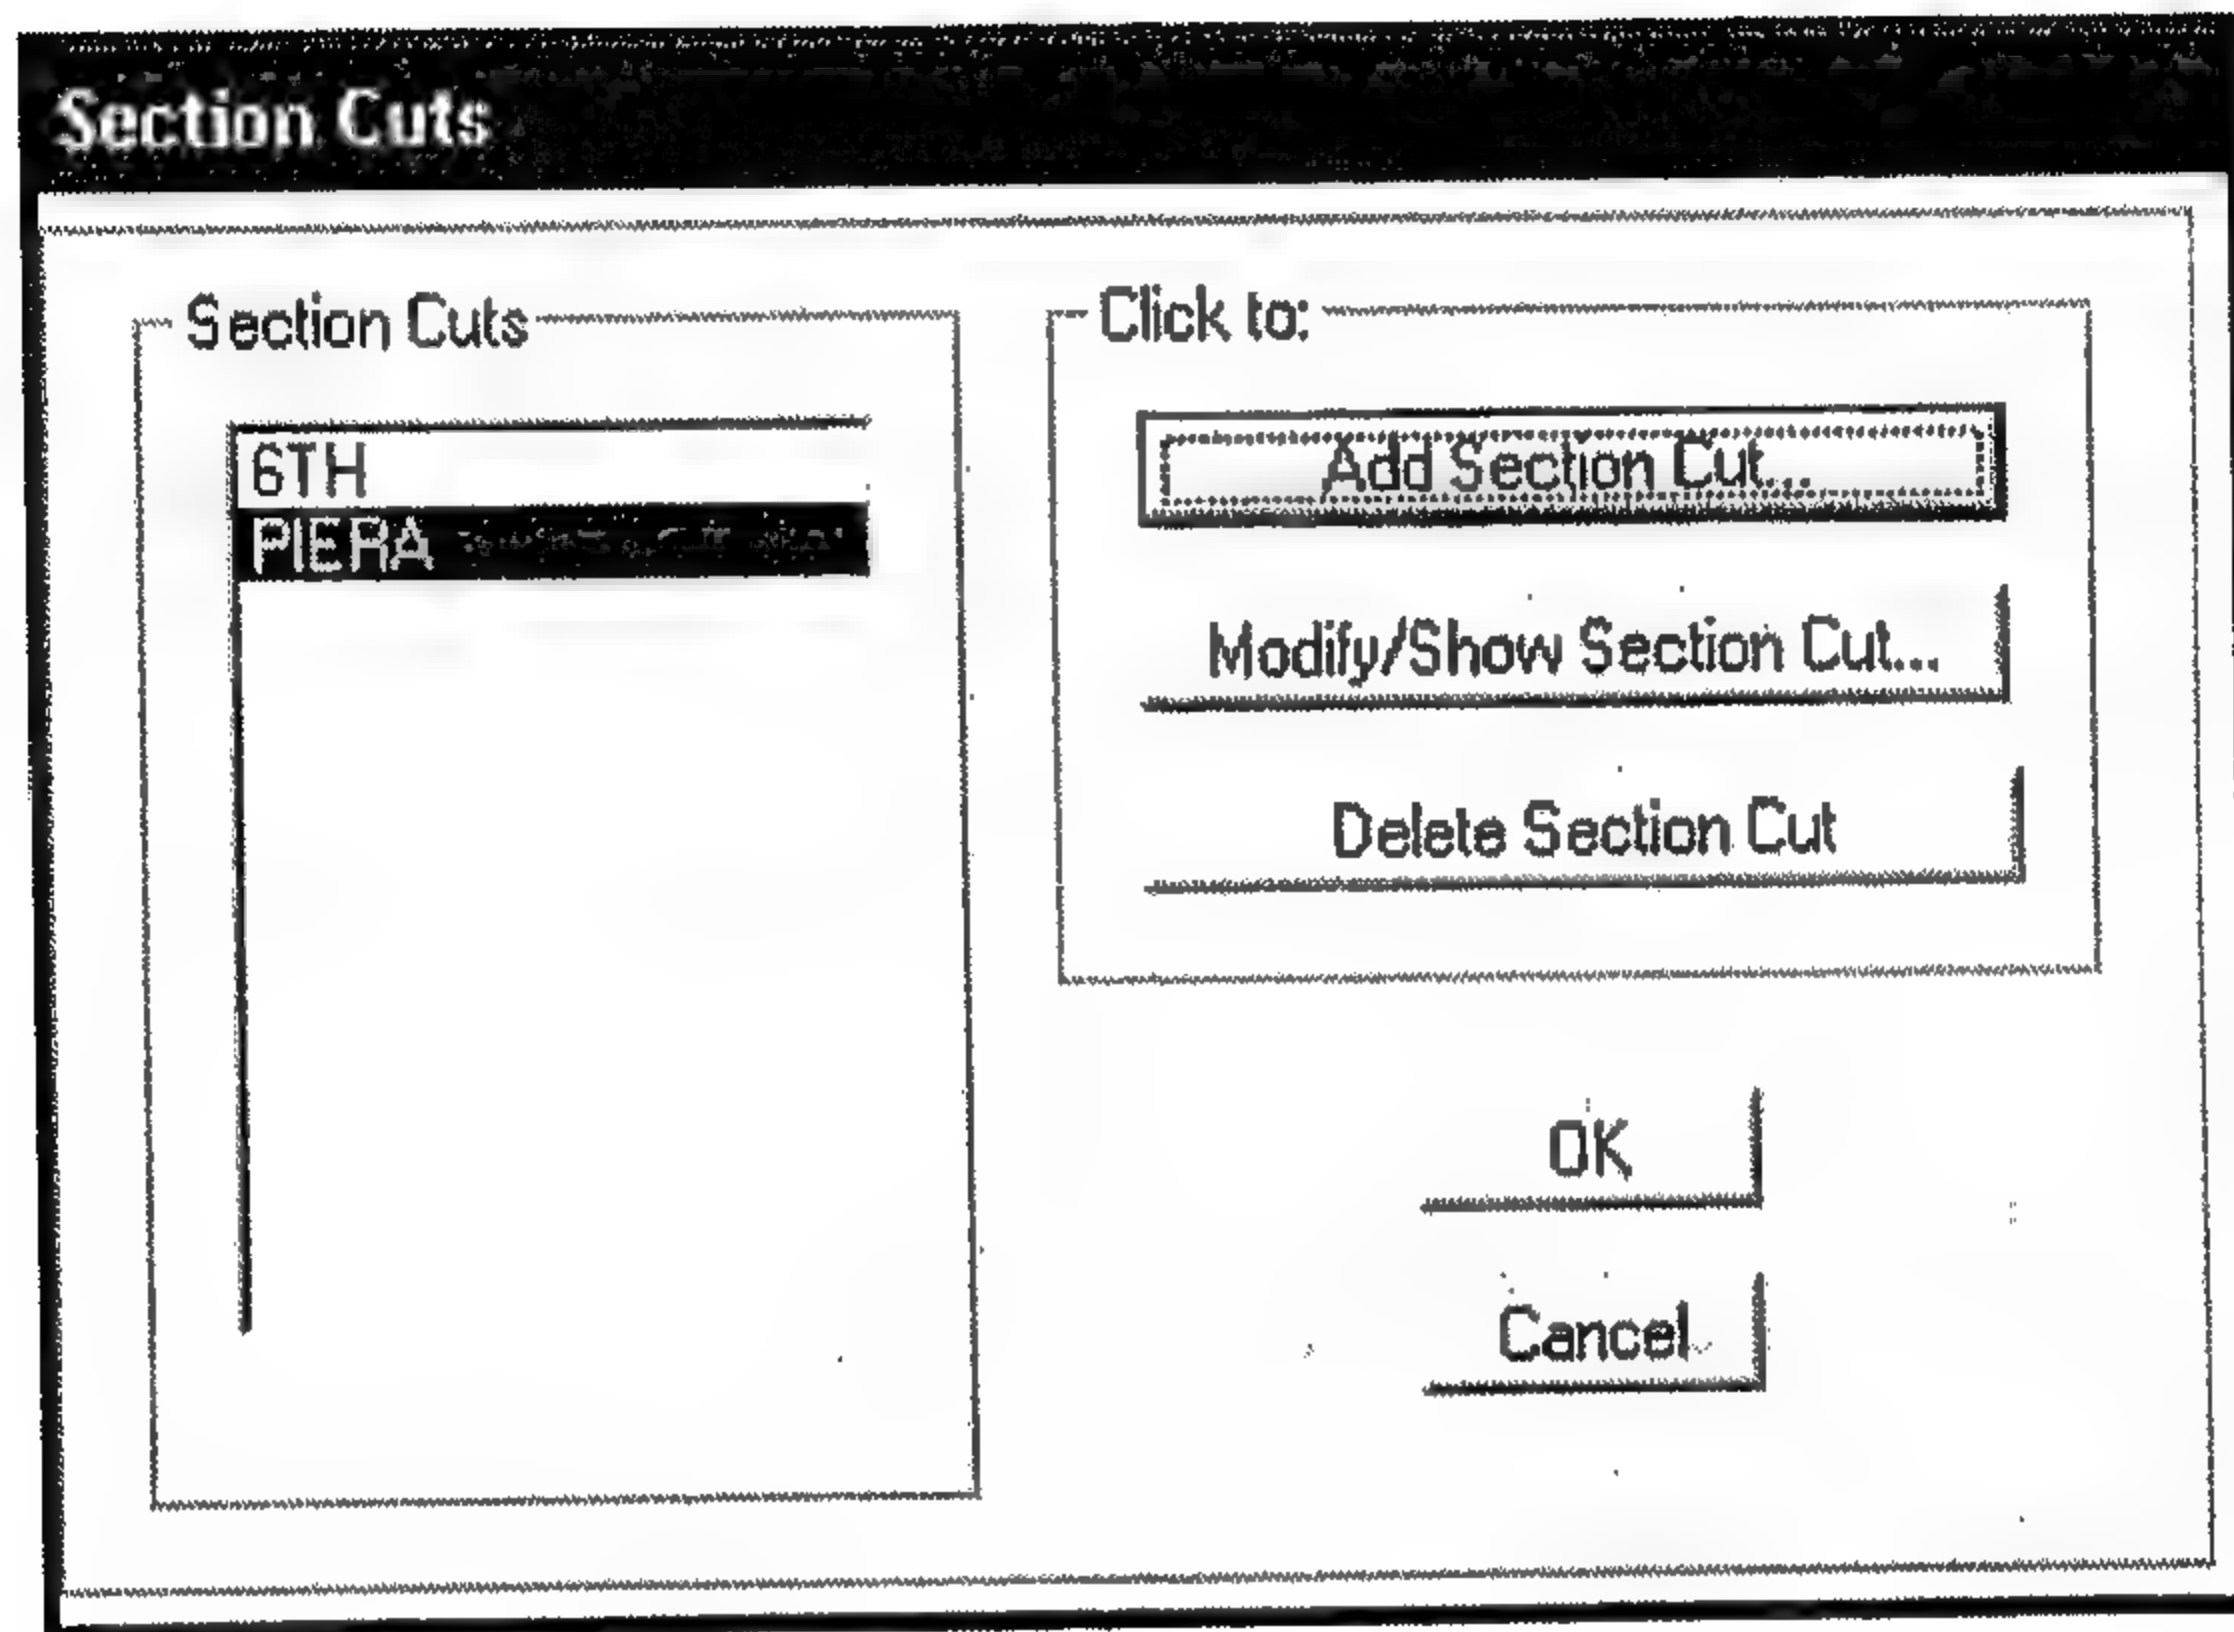 Section Cuts
Section Cuts
6TH
PIERA
Click to:
Add Section Cut...
Modify/Show Section Cut...
Delete Section Cut
OK
Cancel